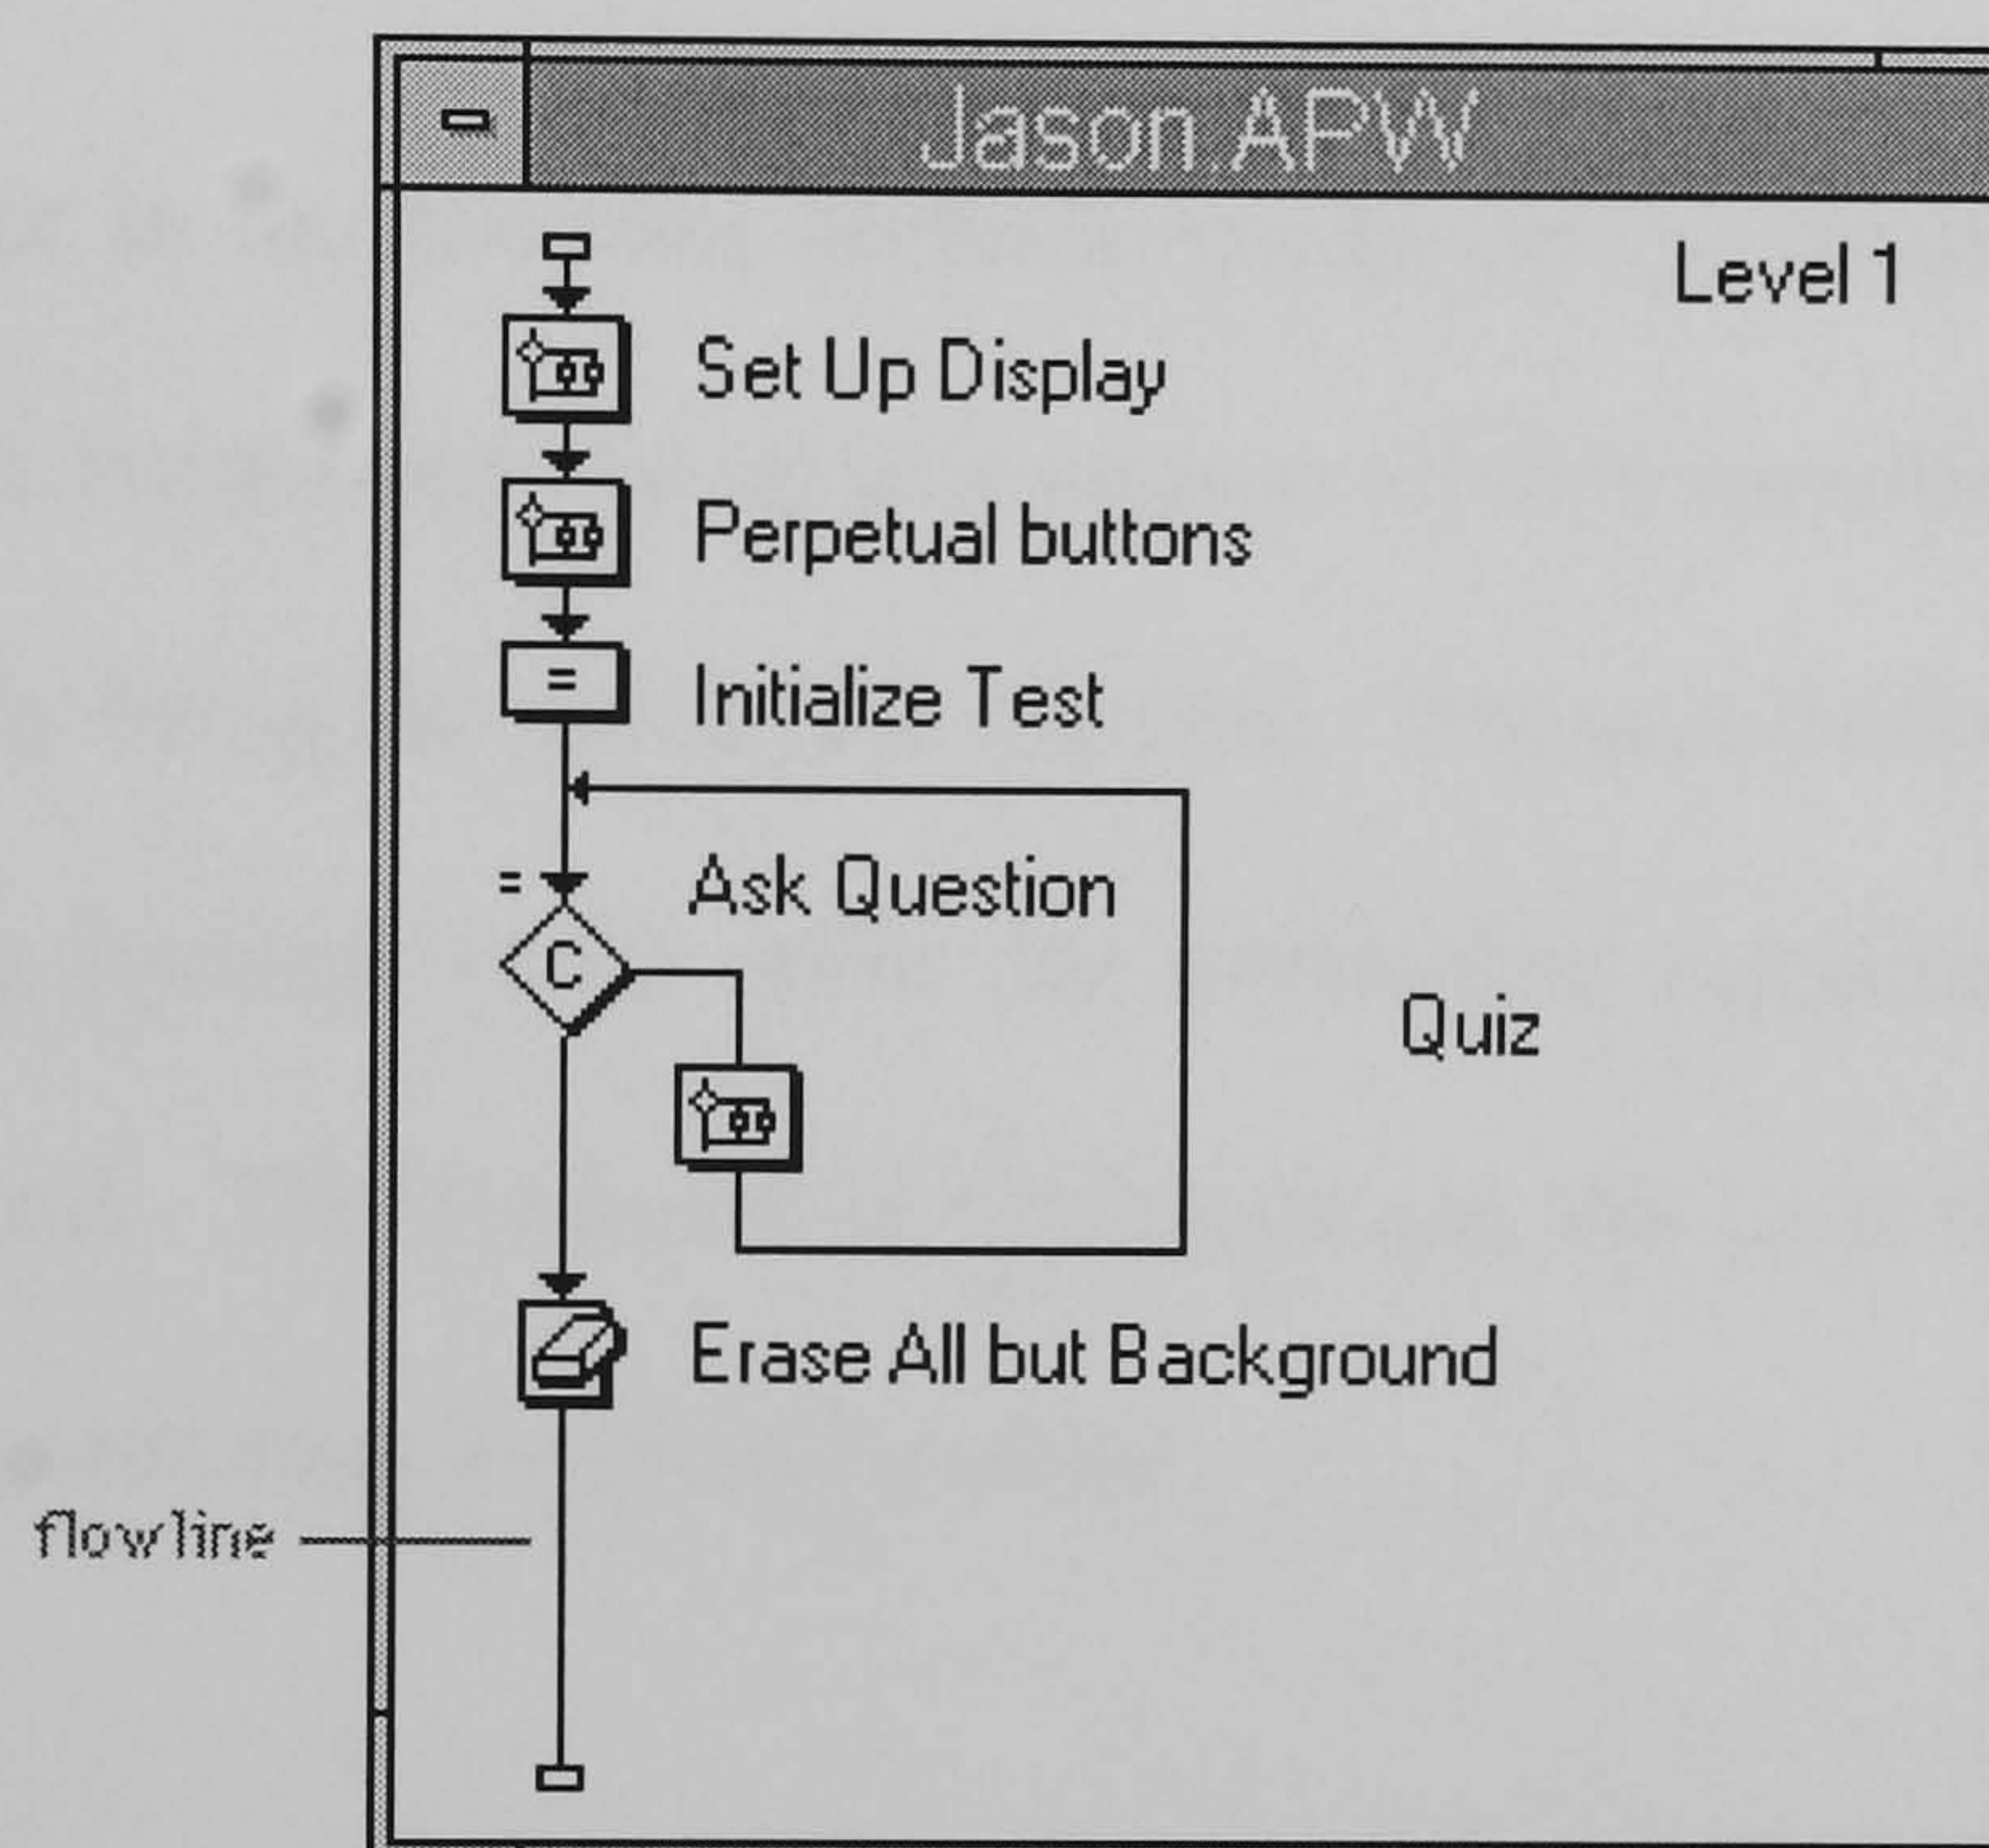 Jason.APW
Level 1
Set Up Display
Perpetual buttons
=
Initialize Test
=
Ask Question
C
Quiz
Erase All but Background
flowline